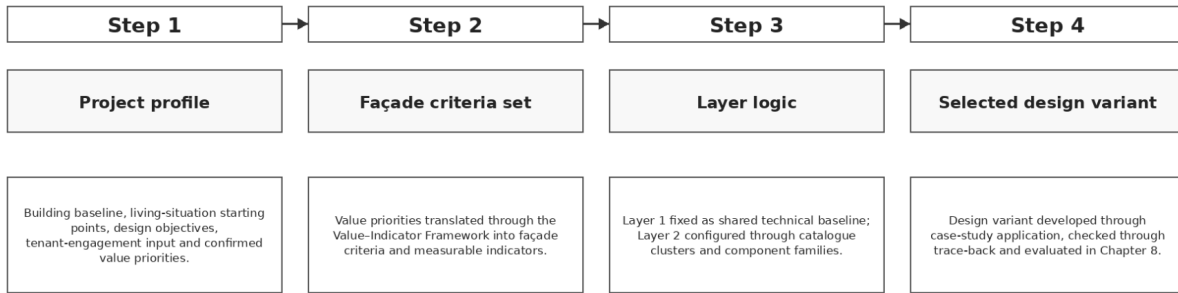 Step 1
Step 2
Step 3
Step 4
Project profile
Façade criteria set
Layer logic
Selected design variant
Building baseline, living-situation starting
points, design objectives,
tenant-engagement input and confirmed
value priorities.
Value priorities translated through the
Value–Indicator Framework into façade
criteria and measurable indicators.
Layer 1 fixed as shared technical baseline;
Layer 2 configured through catalogue
clusters and component families.
Design variant developed through
case-study application, checked through
trace-back and evaluated in Chapter 8.